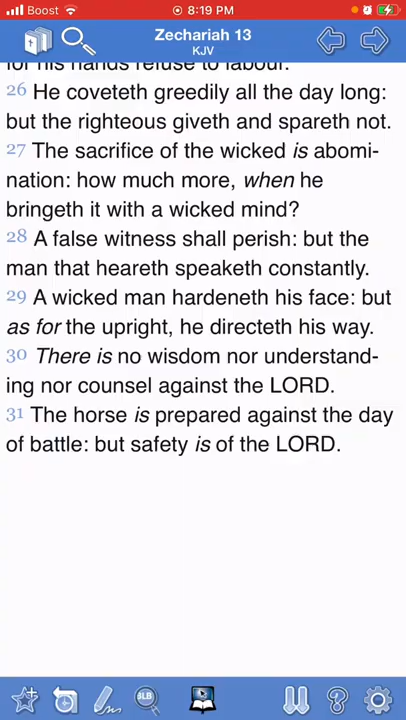 Boost 8:19 PM
Zechariah 13
KJV
for his hands refuse to labour.
26 He coveteth greedily all the day long:
but the righteous giveth and spareth not.
27 The sacrifice of the wicked is abomi-
nation: how much more, when he
bringeth it with a wicked mind?
28 A false witness shall perish: but the
man that heareth speaketh constantly.
29 A wicked man hardeneth his face: but
as for the upright, he directeth his way.
30 There is no wisdom nor understand-
ing nor counsel against the LORD.
31 The horse is prepared against the day
of battle: but safety is of the LORD.
BLB